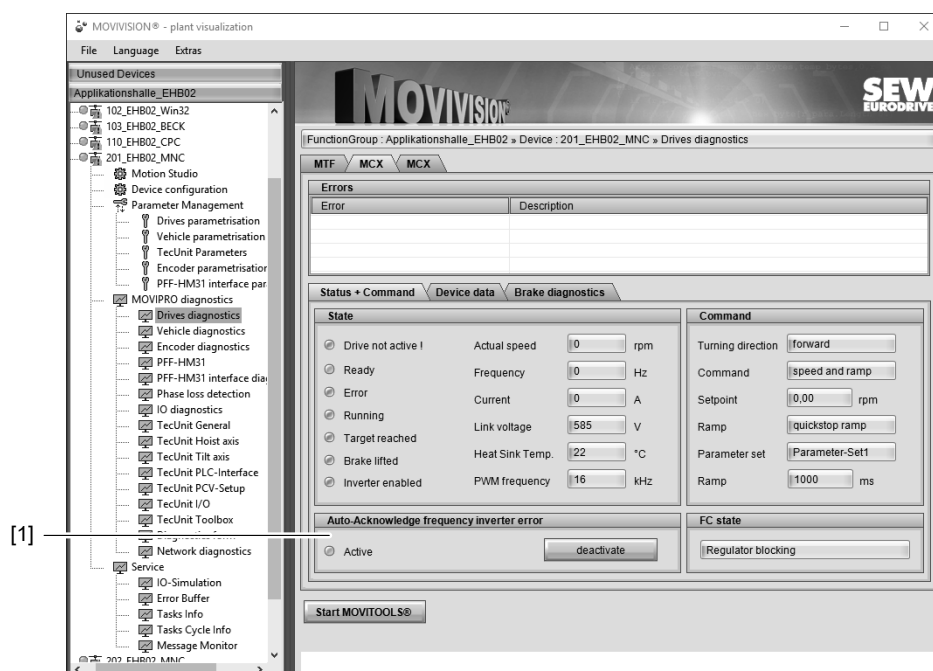 MOVIVISION® - plant visualization
File Language Extras
Unused Devices
Applikationshalle_EHB02
102_EHB02_Win32
103_EHB02_BECK
110_EHB02_CPC
201_EHB02_MNC
Motion Studio
Device configuration
Parameter Management
Drives parametrisation
Vehicle parametrisation
TecUnit Parameters
Encoder parametrisation
PFF-HM31 interface par
MOVIPRO diagnostics
Drives diagnostics
Vehicle diagnostics
Encoder diagnostics
PFF-HM31
PFF-HM31 interface dia
Phase loss detection
IO diagnostics
TecUnit General
TecUnit Hoist axis
TecUnit Tilt axis
TecUnit PLC-Interface
TecUnit PCV-Setup
TecUnit I/O
TecUnit Toolbox
Network diagnostics
Service
IO-Simulation
Error Buffer
Tasks Info
Tasks Cycle Info
Message Monitor
202_EHB02_MNC
MOVIVISION®
SEW
EURODRIVE
FunctionGroup : Applikationshalle_EHB02 » Device : 201_EHB02_MNC » Drives diagnostics
MTF MCX MCX
Errors
Error Description
Status + Command Device data Brake diagnostics
State
Drive not active !
Ready
Error
Running
Target reached
Brake lifted
Inverter enabled
Actual speed 0 rpm
Frequency 0 Hz
Current 0 A
Link voltage 585 V
Heat Sink Temp. 22 °C
PWM frequency 16 kHz
Command
Turning direction forward
Command speed and ramp
Setpoint 0,00 rpm
Ramp quickstop ramp
Parameter set Parameter-Set1
Ramp 1000 ms
[1]
Auto-Acknowledge frequency inverter error
Active deactivate
FC state
Regulator blocking
Start MOVITOOLS®